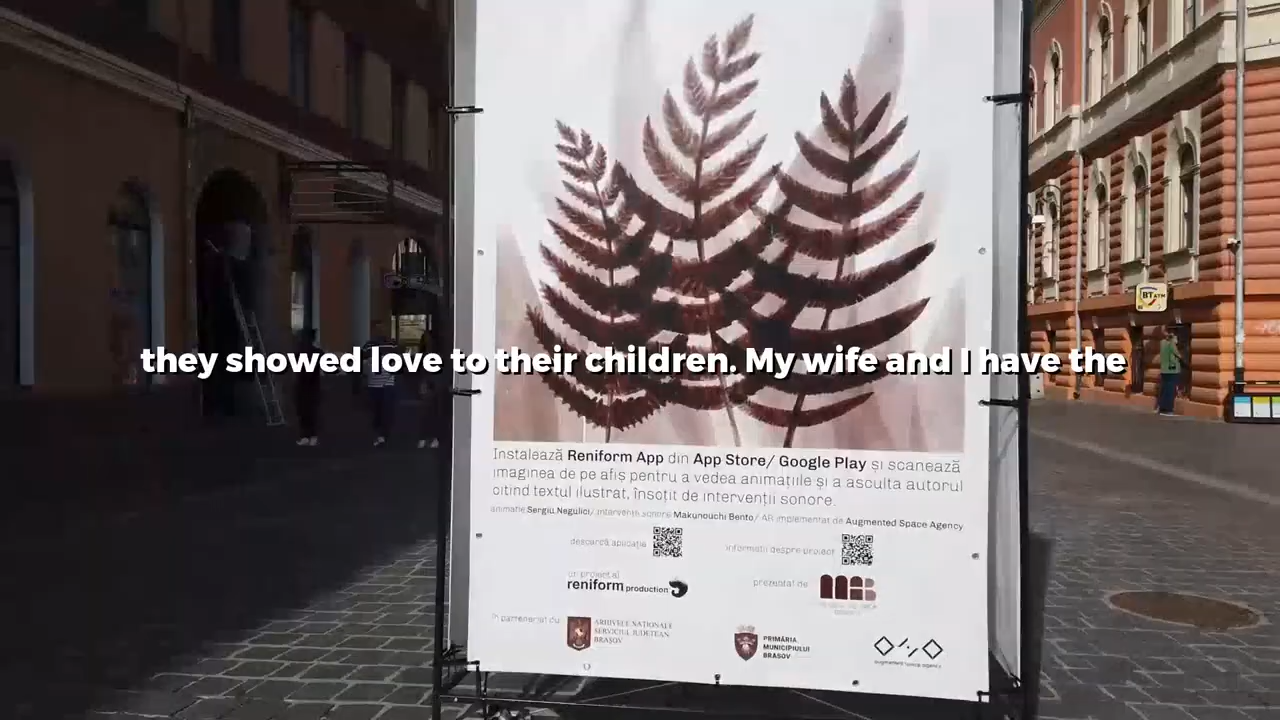 they showed love to their children. My wife and I have the
BT ATM
Instalează Reniform App din App Store/ Google Play și scanează
imaginea de pe afiș pentru a vedea animațiile și a asculta autorul
citind textul ilustrat, însoțit de intervenții sonore.
animație Sergiu Negulici/ intervenții sonore Makunouchi Bento/ AR implementat de Augmented Space Agency
descarcă aplicația
informații despre proiect
un proiect al
reniform production
prezentat de
în parteneriat cu
ARHIVELE NAȚIONALE
SERVICIUL JUDEȚEAN
BRAȘOV
PRIMĂRIA
MUNICIPIULUI
BRAȘOV
augmented space agency